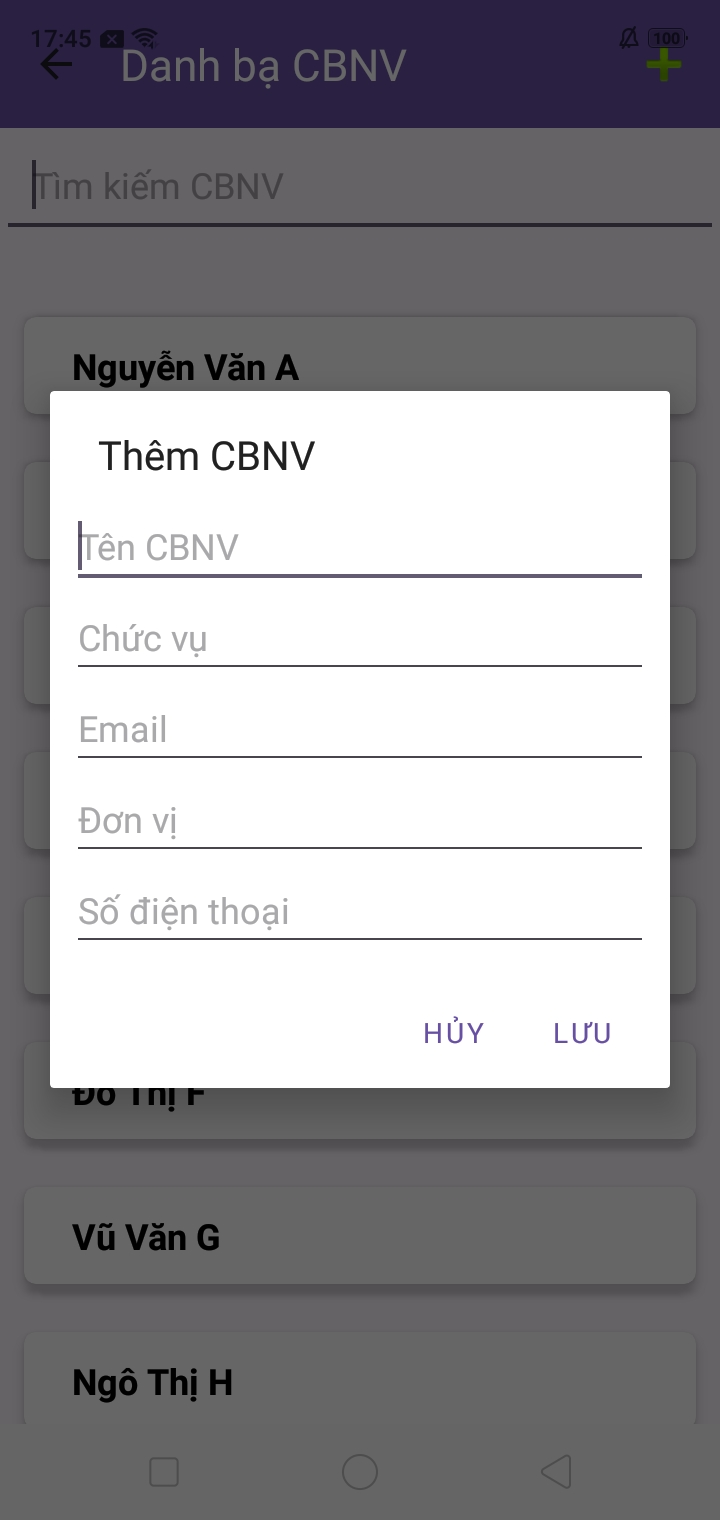 17:45
100
Danh bạ CBNV
Tìm kiếm CBNV
Nguyễn Văn A
Thêm CBNV
Tên CBNV
Chức vụ
Email
Đơn vị
Số điện thoại
HỦY LƯU
Đỗ Thị F
Vũ Văn G
Ngô Thị H